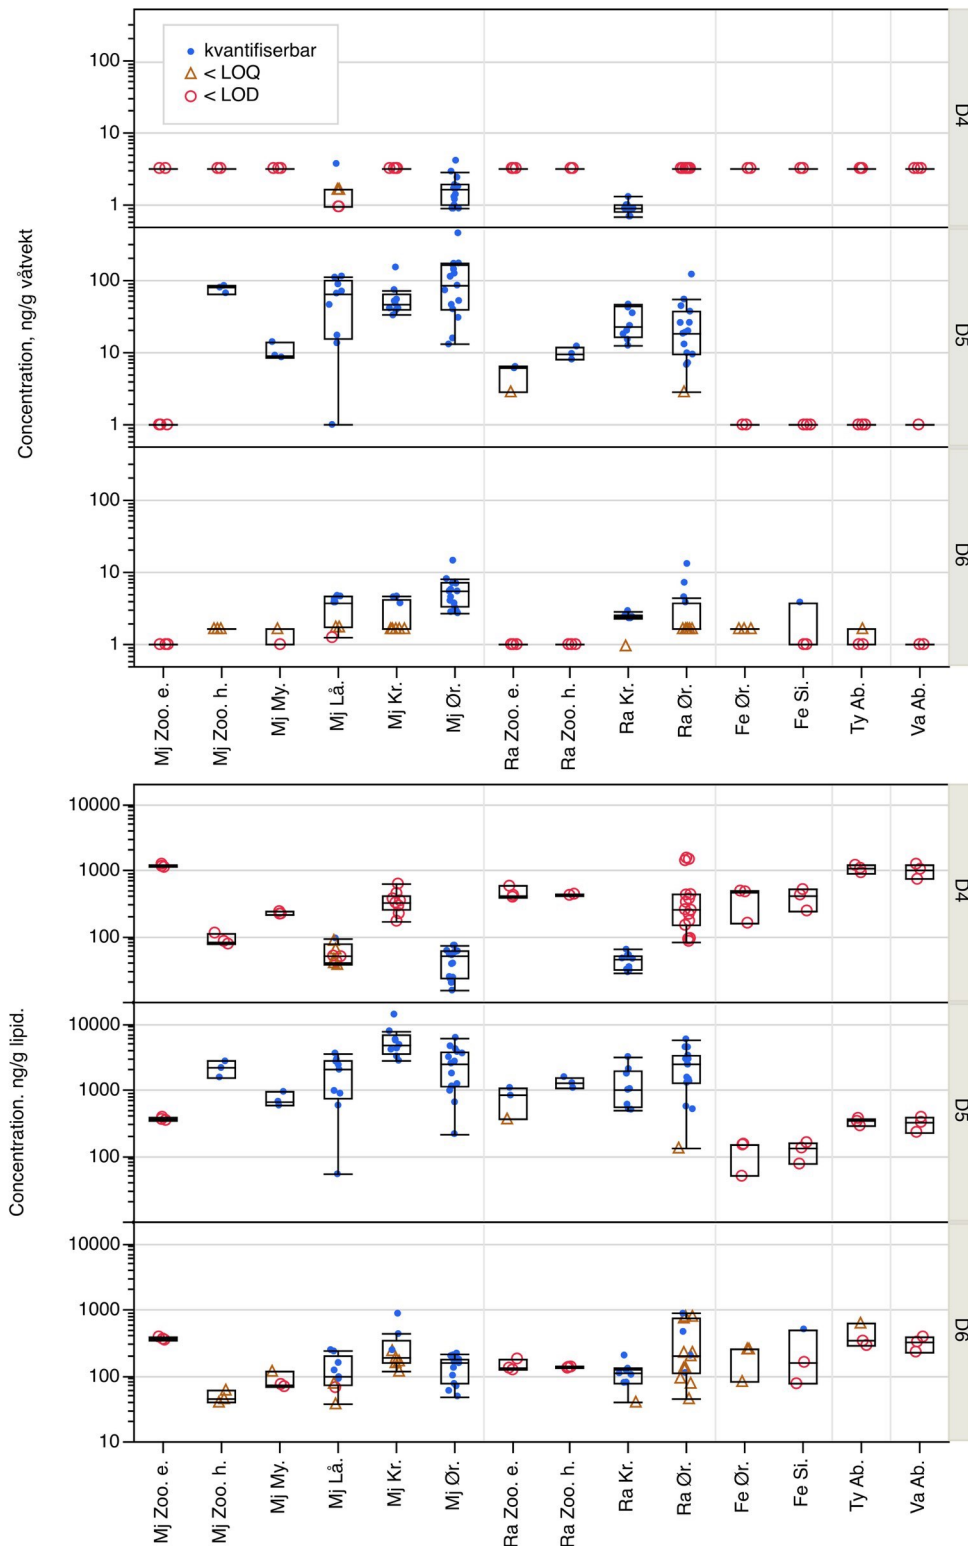 100
10
1
kvantifiserbar
< LOQ
< LOD
D4
Concentration, ng/g våtvekt
100
10
1
D5
100
10
1
D6
Mj Zoo. e.
Mj Zoo. h.
Mj My.
Mj Lå.
Mj Kr.
Mj Ør.
Ra Zoo. e.
Ra Zoo. h.
Ra Kr.
Ra Ør.
Fe Ør.
Fe Si.
Ty Ab.
Va Ab.
10000
1000
100
D4
Concentration. ng/g lipid.
10000
1000
100
D5
10000
1000
100
10
D6
Mj Zoo. e.
Mj Zoo. h.
Mj My.
Mj Lå.
Mj Kr.
Mj Ør.
Ra Zoo. e.
Ra Zoo. h.
Ra Kr.
Ra Ør.
Fe Ør.
Fe Si.
Ty Ab.
Va Ab.